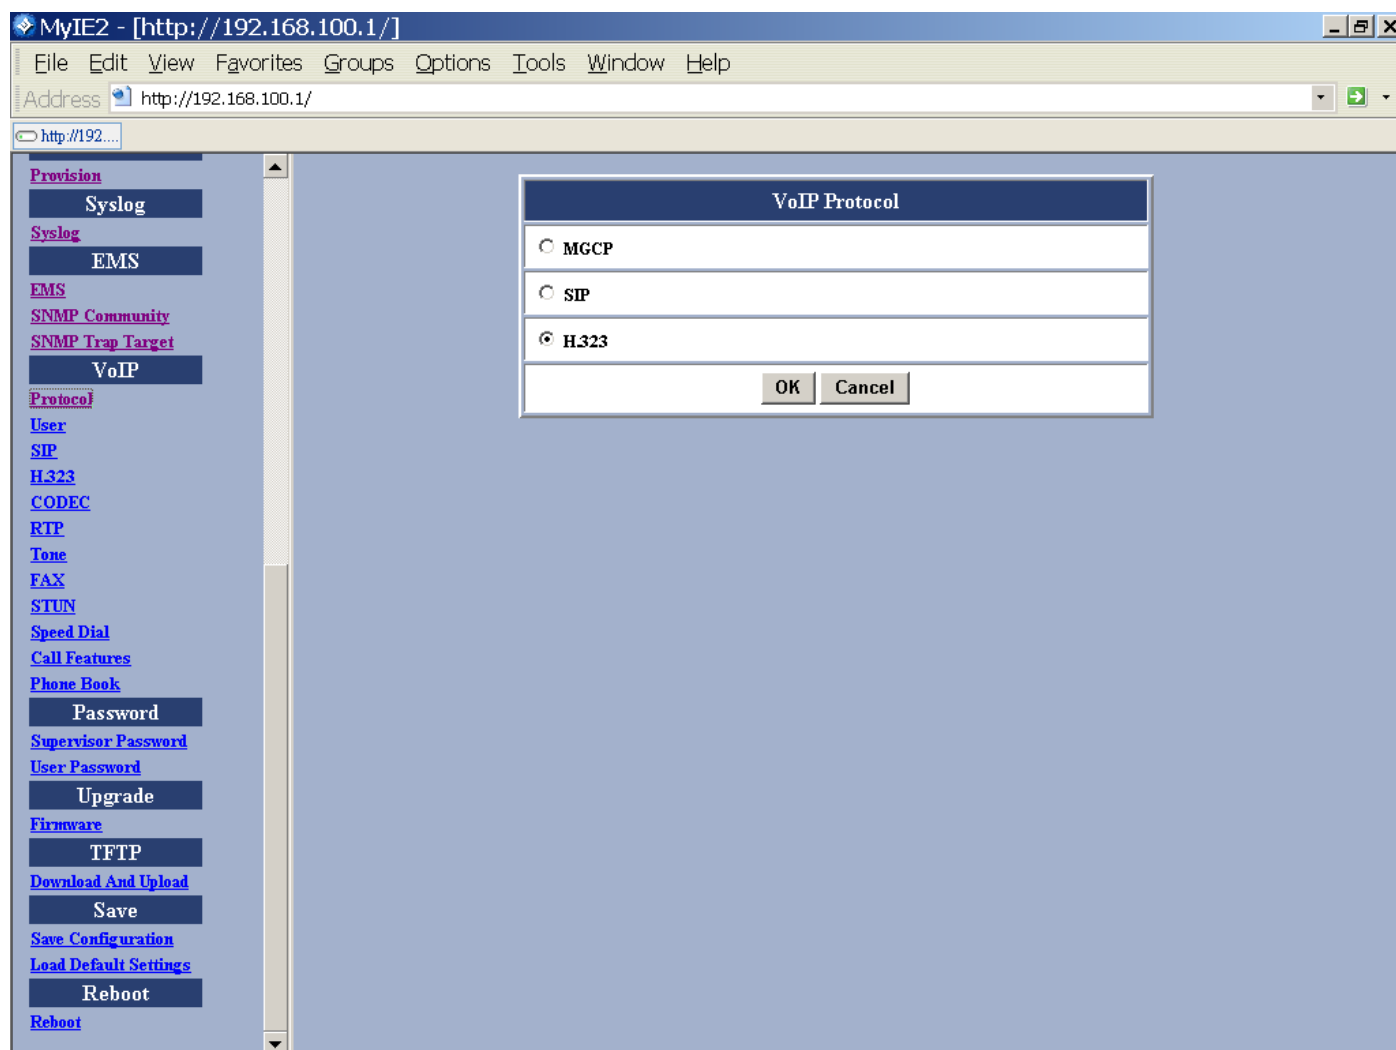 MyIE2 - [http://192.168.100.1/]
File Edit View Favorites Groups Options Tools Window Help
Address http://192.168.100.1/
http://192....
Provision
Syslog
Syslog
EMS
EMS
SNMP Community
SNMP Trap Target
VoIP
Protocol
User
SIP
H.323
CODEC
RTP
Tone
FAX
STUN
Speed Dial
Call Features
Phone Book
Password
Supervisor Password
User Password
Upgrade
Firmware
TFTP
Download And Upload
Save
Save Configuration
Load Default Settings
Reboot
Reboot
VoIP Protocol
MGCP
SIP
H.323
OK Cancel